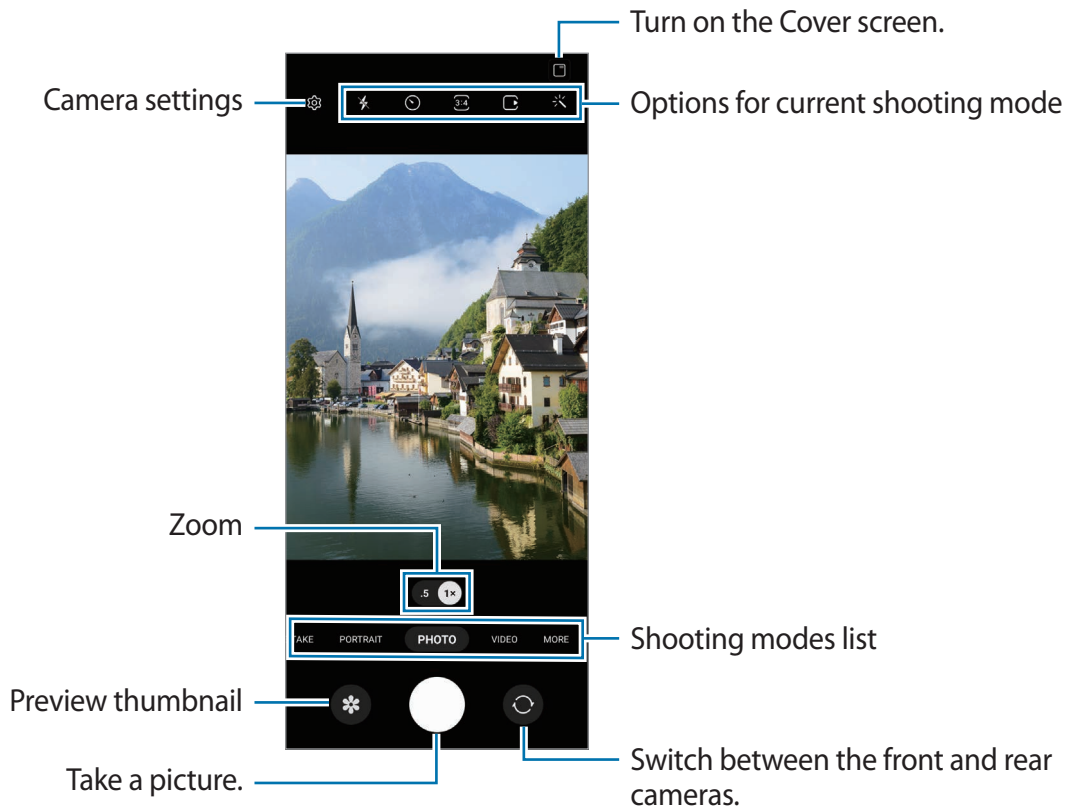 Turn on the Cover screen.
Camera settings
3:4
Options for current shooting mode
Zoom
.5 1×
TAKE PORTRAIT PHOTO VIDEO MORE
Shooting modes list
Preview thumbnail
Take a picture.
Switch between the front and rear
cameras.